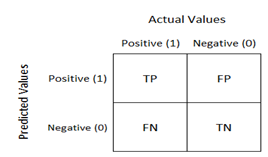 Actual Values
Positive (1) Negative (0)
Predicted Values
Positive (1) TP FP
Negative (0) FN TN